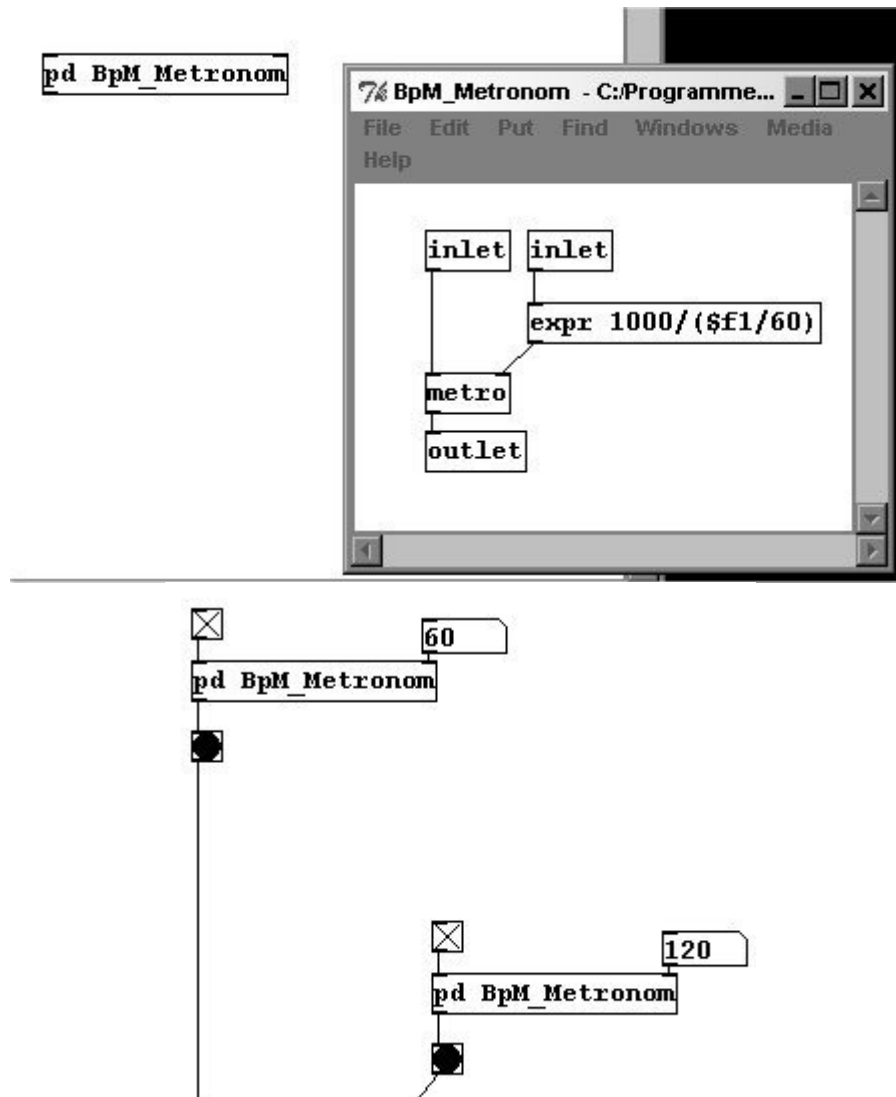 pd BpM_Metronom
BpM_Metronom - C:/Programme...
File Edit Put Find Windows Media
Help
inlet inlet
expr 1000/($f1/60)
metro
outlet
60
pd BpM_Metronom
120
pd BpM_Metronom